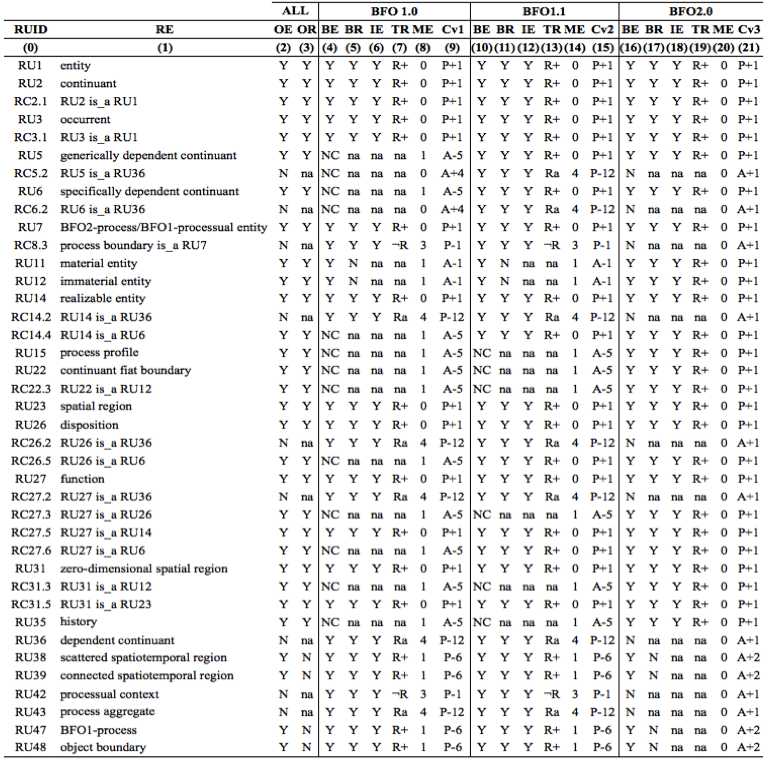 ALL BFO 1.0 BFO1.1 BFO2.0
RUID RE OE OR BE BR IE TR ME Cv1 BE BR IE TR ME Cv2 BE BR IE TR ME Cv3
(0) (1) (2) (3) (4) (5) (6) (7) (8) (9) (10) (11) (12) (13) (14) (15) (16) (17) (18) (19) (20) (21)
RU1 entity Y Y Y Y Y R+ 0 P+1 Y Y Y R+ 0 P+1 Y Y Y R+ 0 P+1
RU2 continuant Y Y Y Y Y R+ 0 P+1 Y Y Y R+ 0 P+1 Y Y Y R+ 0 P+1
RC2.1 RU2 is_a RU1 Y Y Y Y Y R+ 0 P+1 Y Y Y R+ 0 P+1 Y Y Y R+ 0 P+1
RU3 occurrent Y Y Y Y Y R+ 0 P+1 Y Y Y R+ 0 P+1 Y Y Y R+ 0 P+1
RC3.1 RU3 is_a RU1 Y Y Y Y Y R+ 0 P+1 Y Y Y R+ 0 P+1 Y Y Y R+ 0 P+1
RU5 generically dependent continuant Y Y NC na na na 1 A-5 Y Y Y R+ 0 P+1 Y Y Y R+ 0 P+1
RC5.2 RU5 is_a RU36 N na NC na na na 0 A+4 Y Y Y Ra 4 P-12 N na na na 0 A+1
RU6 specifically dependent continuant Y Y NC na na na 1 A-5 Y Y Y R+ 0 P+1 Y Y Y R+ 0 P+1
RC6.2 RU6 is_a RU36 N na NC na na na 0 A+4 Y Y Y Ra 4 P-12 N na na na 0 A+1
RU7 BFO2-process/BFO1-processual entity Y Y Y Y Y R+ 0 P+1 Y Y Y R+ 0 P+1 Y Y Y R+ 0 P+1
RC8.3 process boundary is_a RU7 N na Y Y Y ¬R 3 P-1 Y Y Y ¬R 3 P-1 N na na na 0 A+1
RU11 material entity Y Y Y N na na 1 A-1 Y N na na 1 A-1 Y Y Y R+ 0 P+1
RU12 immaterial entity Y Y Y N na na 1 A-1 Y N na na 1 A-1 Y Y Y R+ 0 P+1
RU14 realizable entity Y Y Y Y Y R+ 0 P+1 Y Y Y R+ 0 P+1 Y Y Y R+ 0 P+1
RC14.2 RU14 is_a RU36 N na Y Y Y Ra 4 P-12 Y Y Y Ra 4 P-12 N na na na 0 A+1
RC14.4 RU14 is_a RU6 Y Y NC na na na 1 A-5 Y Y Y R+ 0 P+1 Y Y Y R+ 0 P+1
RU15 process profile Y Y NC na na na 1 A-5 NC na na na 1 A-5 Y Y Y R+ 0 P+1
RU22 continuant fiat boundary Y Y NC na na na 1 A-5 NC na na na 1 A-5 Y Y Y R+ 0 P+1
RC22.3 RU22 is_a RU12 Y Y NC na na na 1 A-5 NC na na na 1 A-5 Y Y Y R+ 0 P+1
RU23 spatial region Y Y Y Y Y R+ 0 P+1 Y Y Y R+ 0 P+1 Y Y Y R+ 0 P+1
RU26 disposition Y Y Y Y Y R+ 0 P+1 Y Y Y R+ 0 P+1 Y Y Y R+ 0 P+1
RC26.2 RU26 is_a RU36 N na Y Y Y Ra 4 P-12 Y Y Y Ra 4 P-12 N na na na 0 A+1
RC26.5 RU26 is_a RU6 Y Y NC na na na 1 A-5 Y Y Y R+ 0 P+1 Y Y Y R+ 0 P+1
RU27 function Y Y Y Y Y R+ 0 P+1 Y Y Y R+ 0 P+1 Y Y Y R+ 0 P+1
RC27.2 RU27 is_a RU36 N na Y Y Y Ra 4 P-12 Y Y Y Ra 4 P-12 N na na na 0 A+1
RC27.3 RU27 is_a RU26 Y Y NC na na na 1 A-5 NC na na na 1 A-5 Y Y Y R+ 0 P+1
RC27.5 RU27 is_a RU14 Y Y Y Y Y R+ 0 P+1 Y Y Y R+ 0 P+1 Y Y Y R+ 0 P+1
RC27.6 RU27 is_a RU6 Y Y NC na na na 1 A-5 Y Y Y R+ 0 P+1 Y Y Y R+ 0 P+1
RU31 zero-dimensional spatial region Y Y Y Y Y R+ 0 P+1 Y Y Y R+ 0 P+1 Y Y Y R+ 0 P+1
RC31.3 RU31 is_a RU12 Y Y NC na na na 1 A-5 NC na na na 1 A-5 Y Y Y R+ 0 P+1
RC31.5 RU31 is_a RU23 Y Y Y Y Y R+ 0 P+1 Y Y Y R+ 0 P+1 Y Y Y R+ 0 P+1
RU35 history Y Y NC na na na 1 A-5 NC na na na 1 A-5 Y Y Y R+ 0 P+1
RU36 dependent continuant N na Y Y Y Ra 4 P-12 Y Y Y Ra 4 P-12 N na na na 0 A+1
RU38 scattered spatiotemporal region Y N Y Y Y R+ 1 P-6 Y Y Y R+ 1 P-6 Y N na na 0 A+2
RU39 connected spatiotemporal region Y N Y Y Y R+ 1 P-6 Y Y Y R+ 1 P-6 Y N na na 0 A+2
RU42 processual context N na Y Y Y ¬R 3 P-1 Y Y Y ¬R 3 P-1 N na na na 0 A+1
RU43 process aggregate N na Y Y Y Ra 4 P-12 Y Y Y Ra 4 P-12 N na na na 0 A+1
RU47 BFO1-process Y N Y Y Y R+ 1 P-6 Y Y Y R+ 1 P-6 Y N na na 0 A+2
RU48 object boundary Y N Y Y Y R+ 1 P-6 Y Y Y R+ 1 P-6 Y N na na 0 A+2